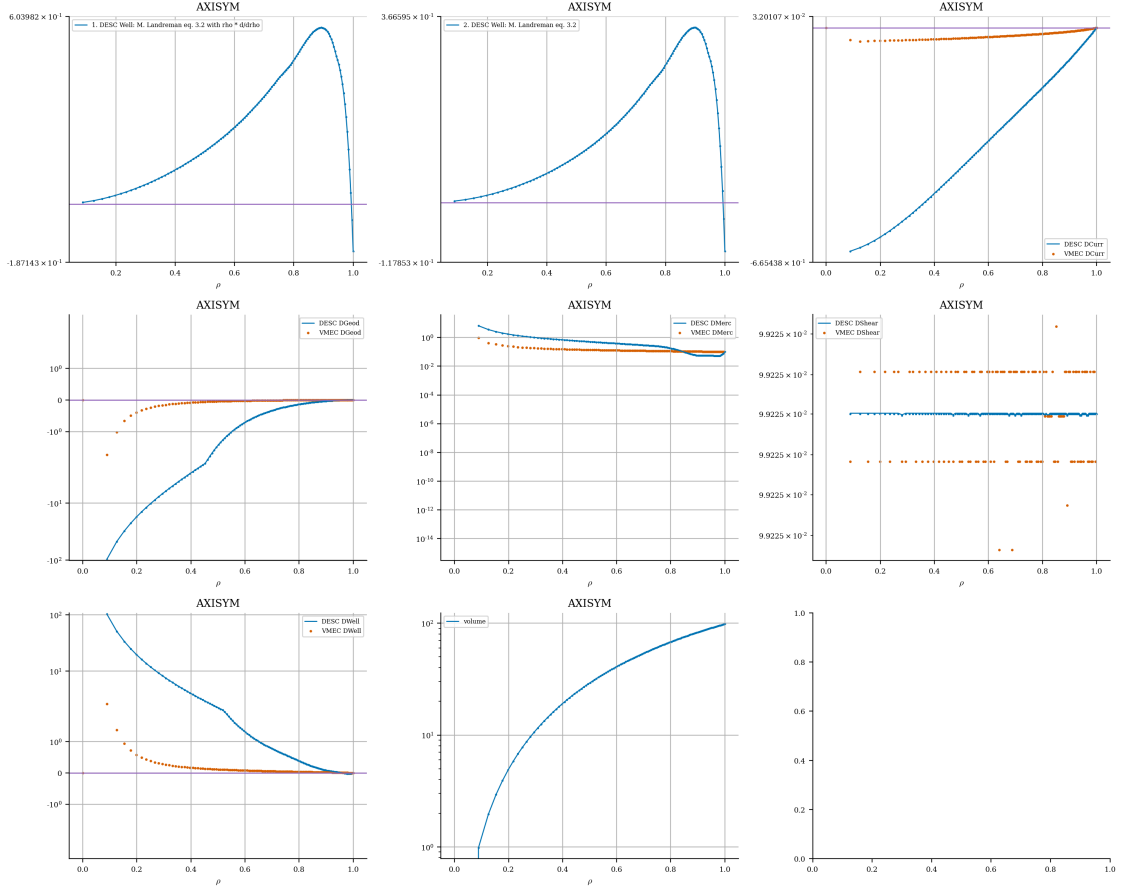 AXISYM
6.03982 × 10⁻¹
1. DESC Well: M. Landreman eq. 3.2 with rho * d/drho
-1.87143 × 10⁻¹
0.2 0.4 0.6 0.8 1.0
ρ
AXISYM
3.66595 × 10⁻¹
2. DESC Well: M. Landreman eq. 3.2
-1.17853 × 10⁻¹
0.2 0.4 0.6 0.8 1.0
ρ
AXISYM
3.20107 × 10⁻²
DESC DCurr
VMEC DCurr
-6.65438 × 10⁻¹
0.0 0.2 0.4 0.6 0.8 1.0
ρ
AXISYM
DESC DGeod
VMEC DGeod
10⁰
0
-10⁰
-10¹
-10²
0.0 0.2 0.4 0.6 0.8 1.0
ρ
AXISYM
DESC DMerc
VMEC DMerc
10⁰
10⁻²
10⁻⁴
10⁻⁶
10⁻⁸
10⁻¹⁰
10⁻¹²
10⁻¹⁴
0.0 0.2 0.4 0.6 0.8 1.0
ρ
AXISYM
DESC DShear
VMEC DShear
9.9225 × 10⁻²
9.9225 × 10⁻²
9.9225 × 10⁻²
9.9225 × 10⁻²
9.9225 × 10⁻²
9.9225 × 10⁻²
0.0 0.2 0.4 0.6 0.8 1.0
ρ
AXISYM
DESC DWell
VMEC DWell
10²
10¹
10⁰
0
-10⁰
0.0 0.2 0.4 0.6 0.8 1.0
ρ
AXISYM
volume
10²
10¹
10⁰
0.0 0.2 0.4 0.6 0.8 1.0
ρ
1.0
0.8
0.6
0.4
0.2
0.0
0.0 0.2 0.4 0.6 0.8 1.0